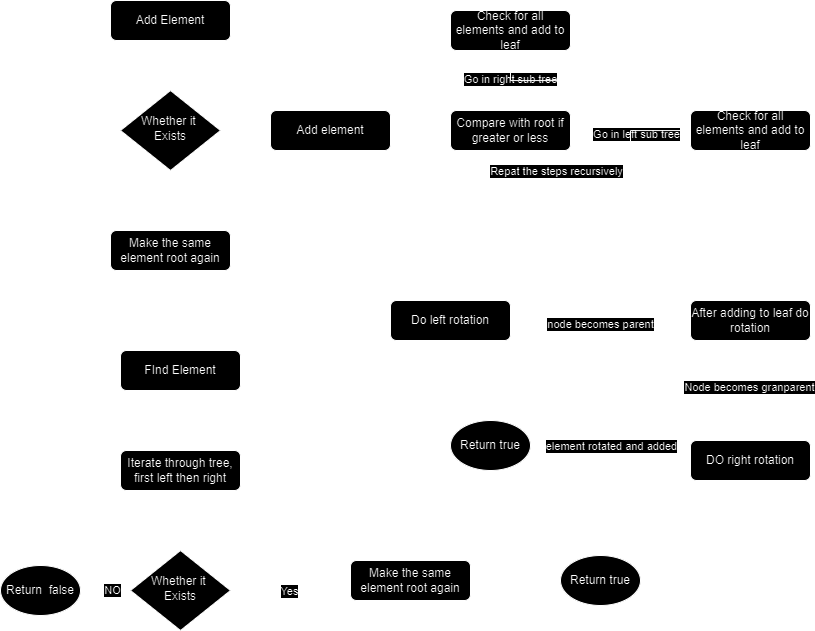 Add Element
Check for all
elements and add to
leaf
Go in right sub tree
Whether it
Exists
Add element
Compare with root if
greater or less
Go in left sub tree
Check for all
elements and add to
leaf
Repat the steps recursively
Make the same
element root again
Do left rotation
node becomes parent
After adding to leaf do
rotation
FInd Element
Node becomes granparent
Return true
element rotated and added
DO right rotation
Iterate through tree,
first left then right
Return false
NO
Whether it
Exists
Yes
Make the same
element root again
Return true